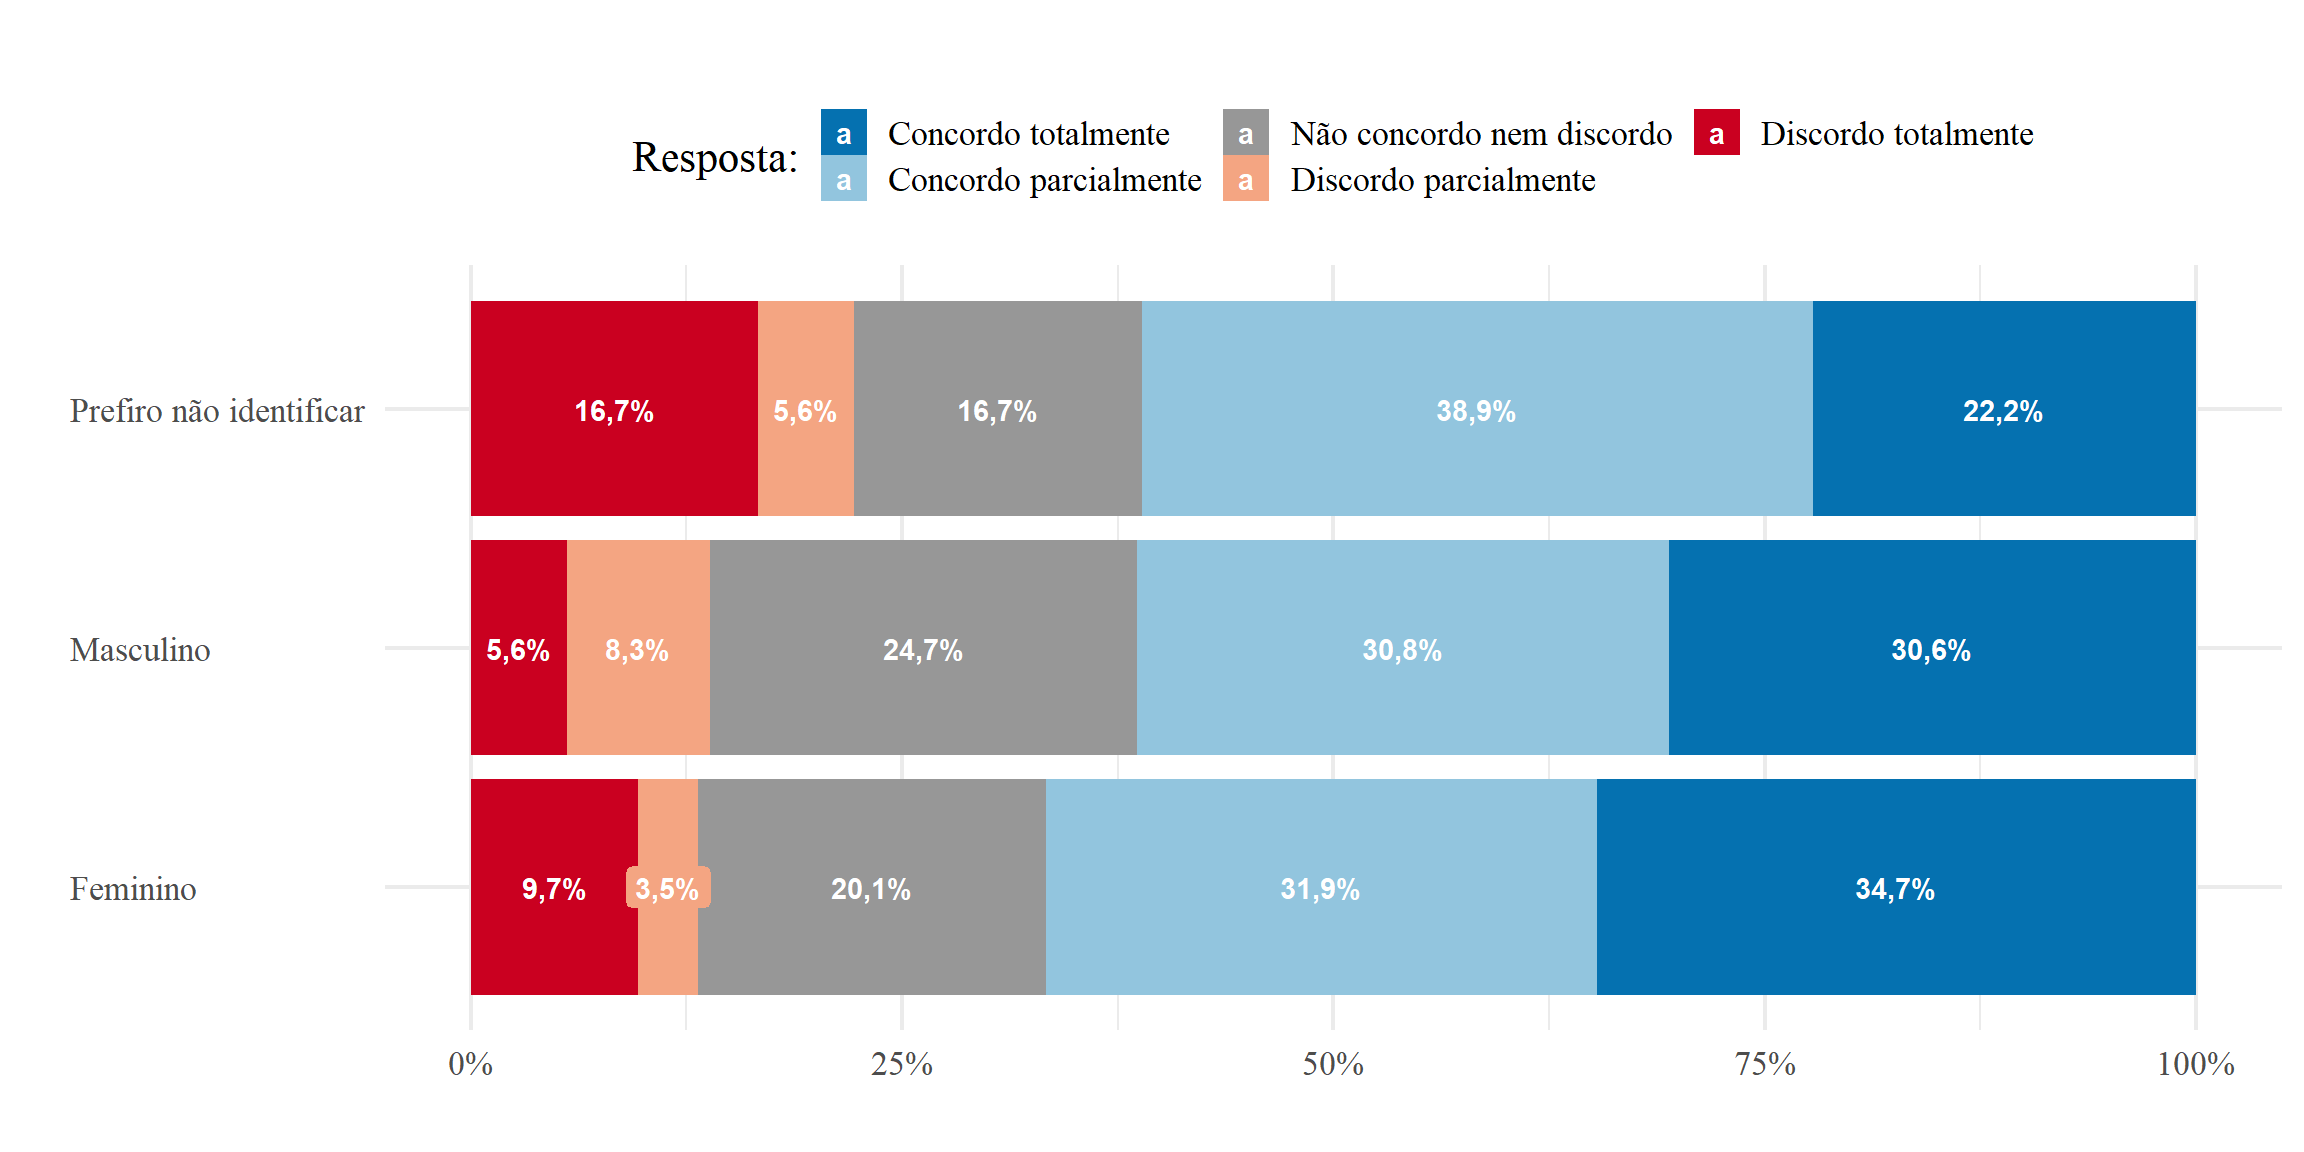 Resposta:
a Concordo totalmente
a Concordo parcialmente
a Não concordo nem discordo
a Discordo parcialmente
a Discordo totalmente
Prefiro não identificar
16,7% 5,6% 16,7% 38,9% 22,2%
Masculino
5,6% 8,3% 24,7% 30,8% 30,6%
Feminino
9,7% 3,5% 20,1% 31,9% 34,7%
0% 25% 50% 75% 100%